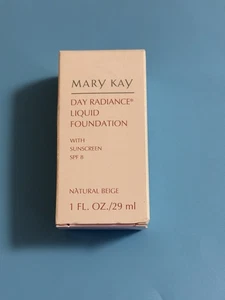 MARY KAY
DAY RADIANCE®
LIQUID
FOUNDATION
WITH
SUNSCREEN
SPF 8
NATURAL BEIGE
1 FL. OZ./29 ml